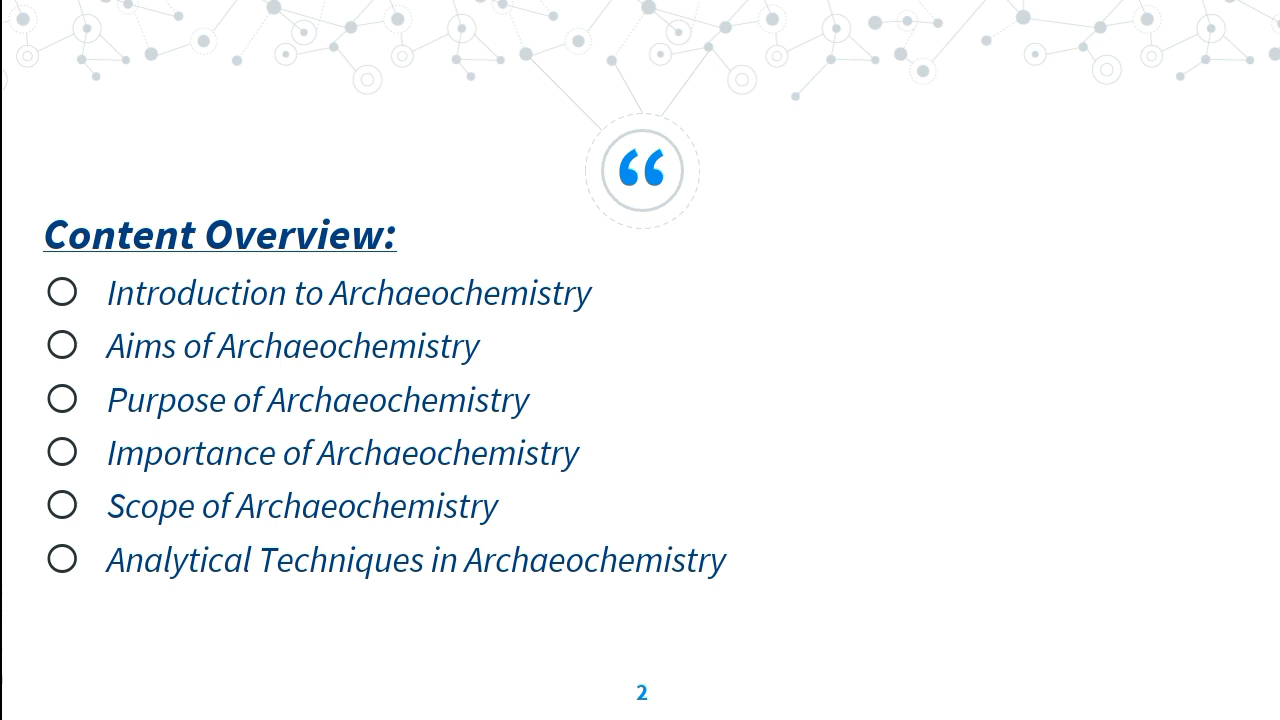 “
Content Overview:
Introduction to Archaeochemistry
Aims of Archaeochemistry
Purpose of Archaeochemistry
Importance of Archaeochemistry
Scope of Archaeochemistry
Analytical Techniques in Archaeochemistry
2